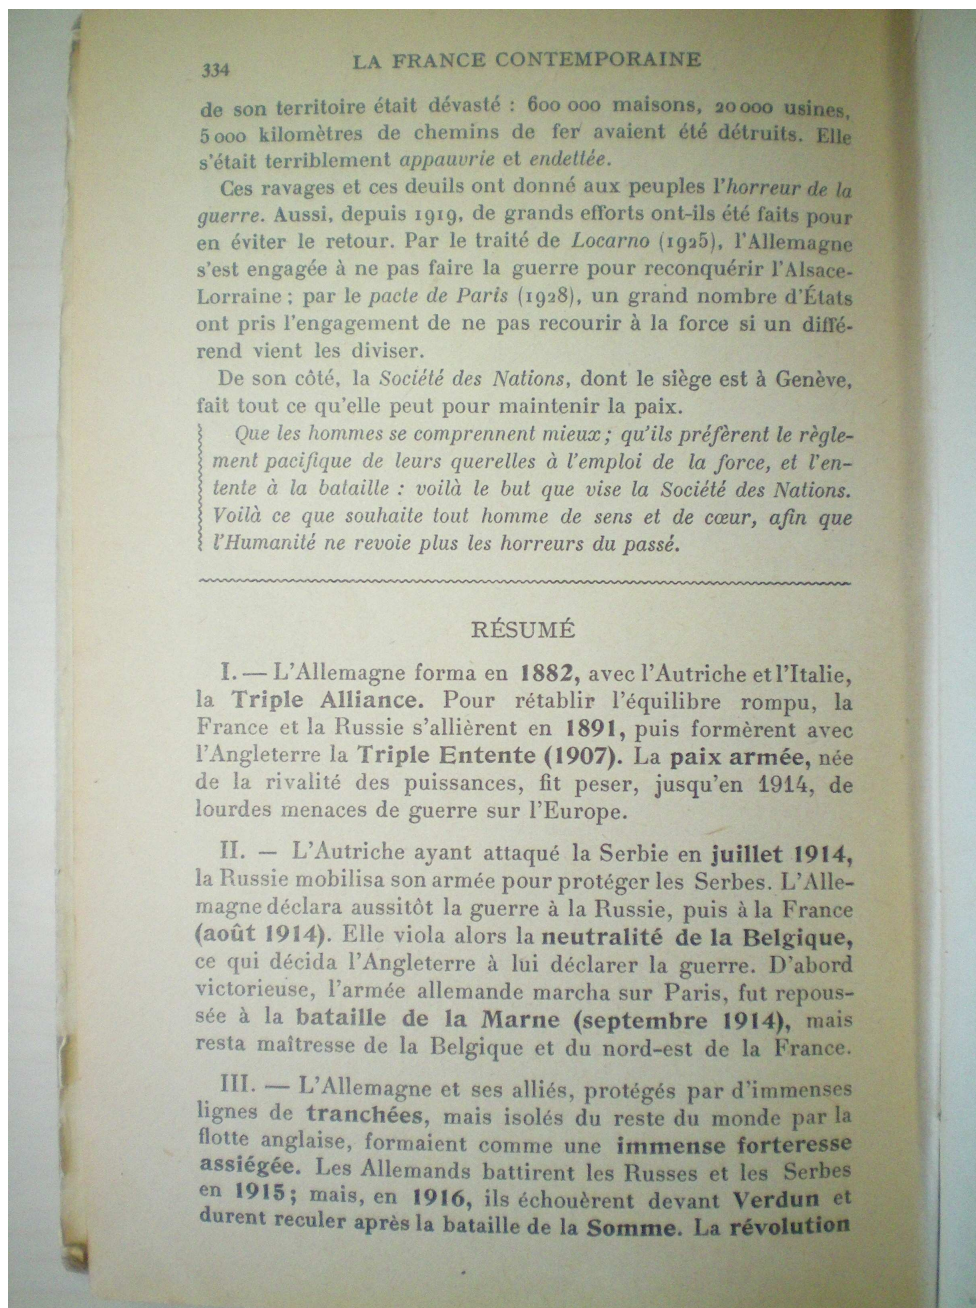 334
LA FRANCE CONTEMPORAINE
de son territoire était dévasté : 600 000 maisons, 20 000 usines,
5 000 kilomètres de chemins de fer avaient été détruits. Elle
s'était terriblement appauvrie et endettée.
Ces ravages et ces deuils ont donné aux peuples l'horreur de la
guerre. Aussi, depuis 1919, de grands efforts ont-ils été faits pour
en éviter le retour. Par le traité de Locarno (1925), l'Allemagne
s'est engagée à ne pas faire la guerre pour reconquérir l'Alsace-
Lorraine ; par le pacte de Paris (1928), un grand nombre d'États
ont pris l'engagement de ne pas recourir à la force si un diffé-
rend vient les diviser.
De son côté, la Société des Nations, dont le siège est à Genève,
fait tout ce qu'elle peut pour maintenir la paix.
Que les hommes se comprennent mieux ; qu'ils préfèrent le règle-
ment pacifique de leurs querelles à l'emploi de la force, et l'en-
tente à la bataille : voilà le but que vise la Société des Nations.
Voilà ce que souhaite tout homme de sens et de cœur, afin que
l'Humanité ne revoie plus les horreurs du passé.
RÉSUMÉ
I. — L'Allemagne forma en 1882, avec l'Autriche et l'Italie,
la Triple Alliance. Pour rétablir l'équilibre rompu, la
France et la Russie s'allièrent en 1891, puis formèrent avec
l'Angleterre la Triple Entente (1907). La paix armée, née
de la rivalité des puissances, fit peser, jusqu'en 1914, de
lourdes menaces de guerre sur l'Europe.
II. — L'Autriche ayant attaqué la Serbie en juillet 1914,
la Russie mobilisa son armée pour protéger les Serbes. L'Alle-
magne déclara aussitôt la guerre à la Russie, puis à la France
(août 1914). Elle viola alors la neutralité de la Belgique,
ce qui décida l'Angleterre à lui déclarer la guerre. D'abord
victorieuse, l'armée allemande marcha sur Paris, fut repous-
sée à la bataille de la Marne (septembre 1914), mais
resta maîtresse de la Belgique et du nord-est de la France.
III. — L'Allemagne et ses alliés, protégés par d'immenses
lignes de tranchées, mais isolés du reste du monde par la
flotte anglaise, formaient comme une immense forteresse
assiégée. Les Allemands battirent les Russes et les Serbes
en 1915 ; mais, en 1916, ils échouèrent devant Verdun et
durent reculer après la bataille de la Somme. La révolution